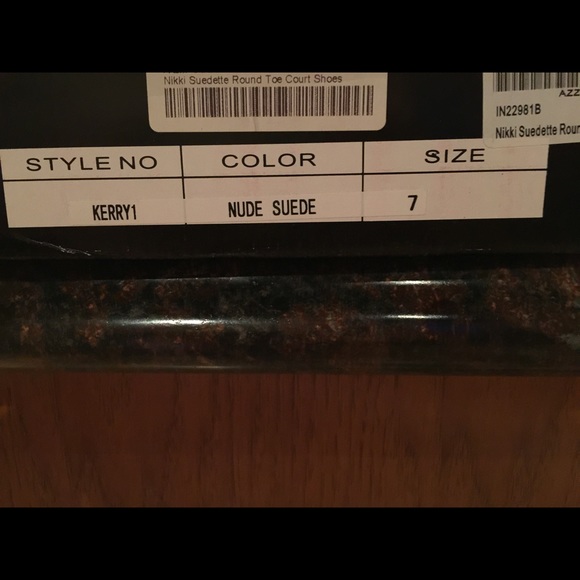 Nikki Suedette Round Toe Court Shoes
AZZ
IN22981B
Nikki Suedette Roun
STYLE NO COLOR SIZE
KERRY1 NUDE SUEDE 7